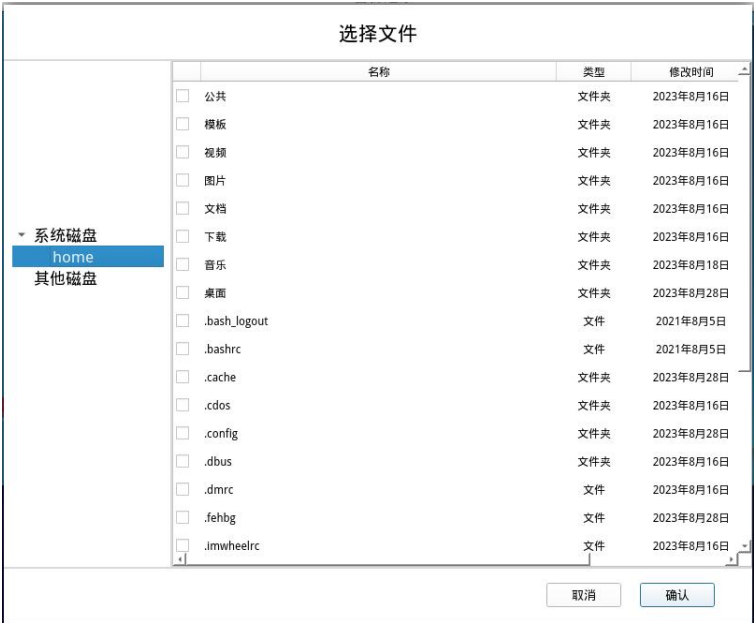 选择文件
系统磁盘
home
其他磁盘
名称 类型 修改时间
公共 文件夹 2023年8月16日
模板 文件夹 2023年8月16日
视频 文件夹 2023年8月16日
图片 文件夹 2023年8月16日
文档 文件夹 2023年8月16日
下载 文件夹 2023年8月16日
音乐 文件夹 2023年8月18日
桌面 文件夹 2023年8月28日
.bash_logout 文件 2021年8月5日
.bashrc 文件 2021年8月5日
.cache 文件夹 2023年8月28日
.cdos 文件夹 2023年8月16日
.config 文件夹 2023年8月28日
.dbus 文件夹 2023年8月16日
.dmrc 文件 2023年8月16日
.fehbg 文件 2023年8月28日
.imwheelrc 文件 2023年8月16日
取消 确认